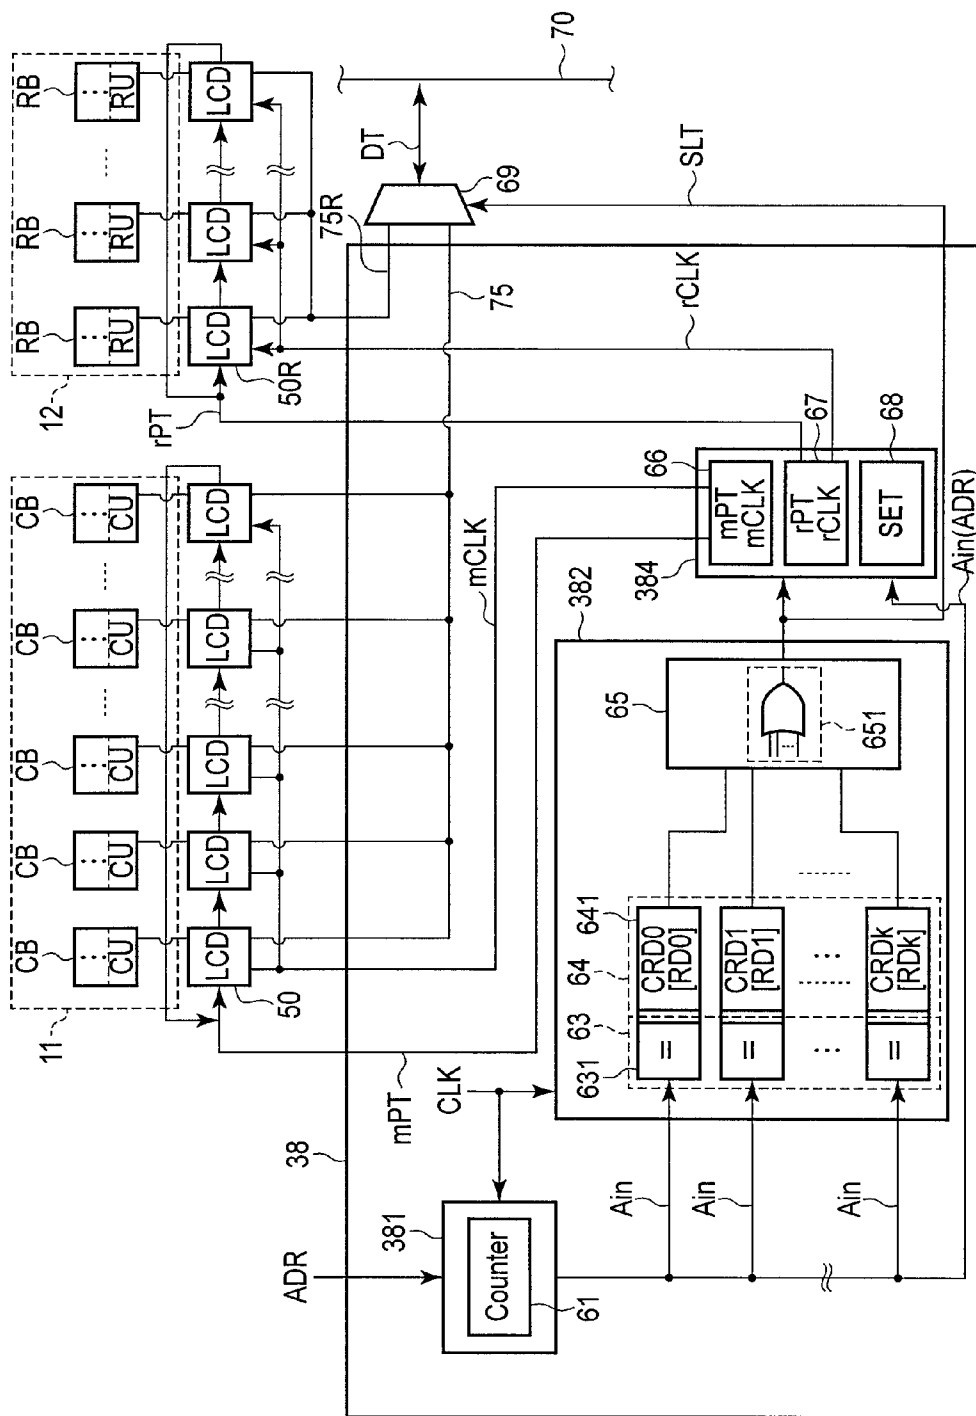 11
CB
CB
CB
CB
CB
CU
CU
CU
CU
CU
LCD
LCD
LCD
LCD
LCD
50
12
RB
RB
RB
RU
RU
RU
LCD
LCD
LCD
50R
rPT
mPT
mCLK
rCLK
75R
75
69
DT
70
SLT
38
ADR
CLK
381
Counter
61
Ain
Ain
Ain
382
631
63
64
641
=
CRD0
[RD0]
=
CRD1
[RD1]
=
CRDk
[RDk]
65
651
384
66
mPT
mCLK
67
rPT
rCLK
68
SET
Ain(ADR)